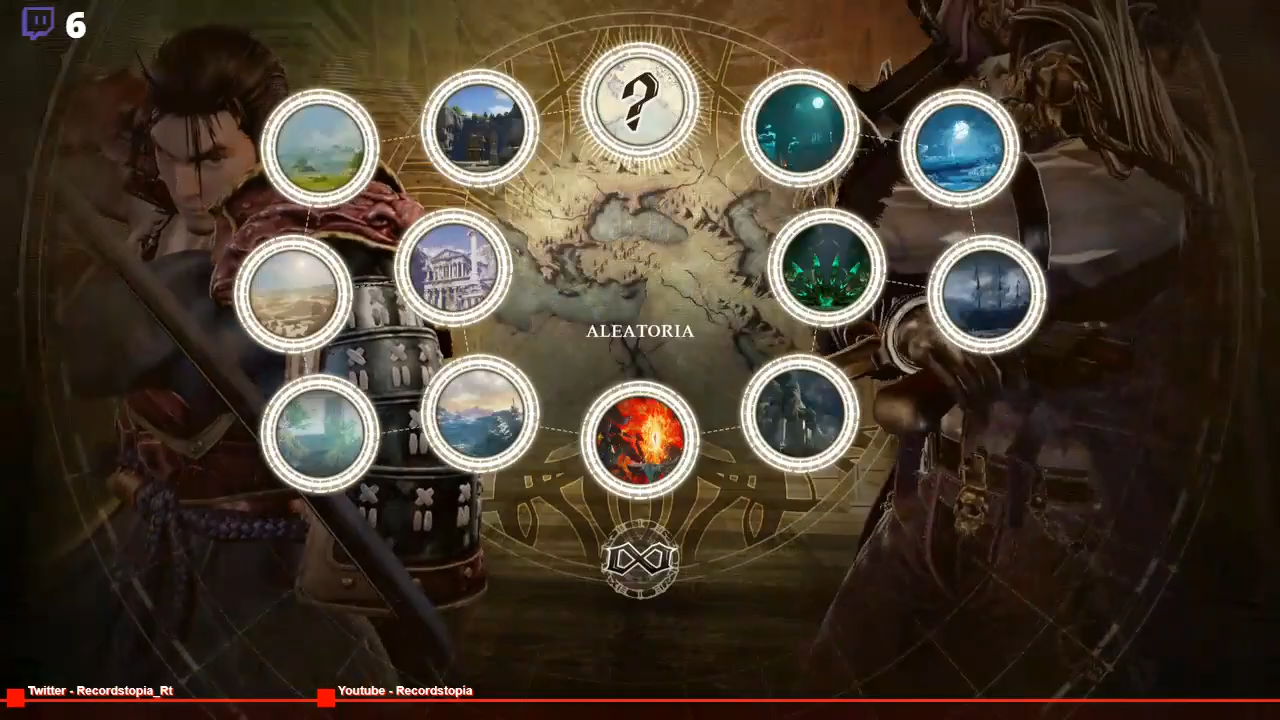 6
?
ALEATORIA
Twitter - Recordstopia_Rt
Youtube - Recordstopia